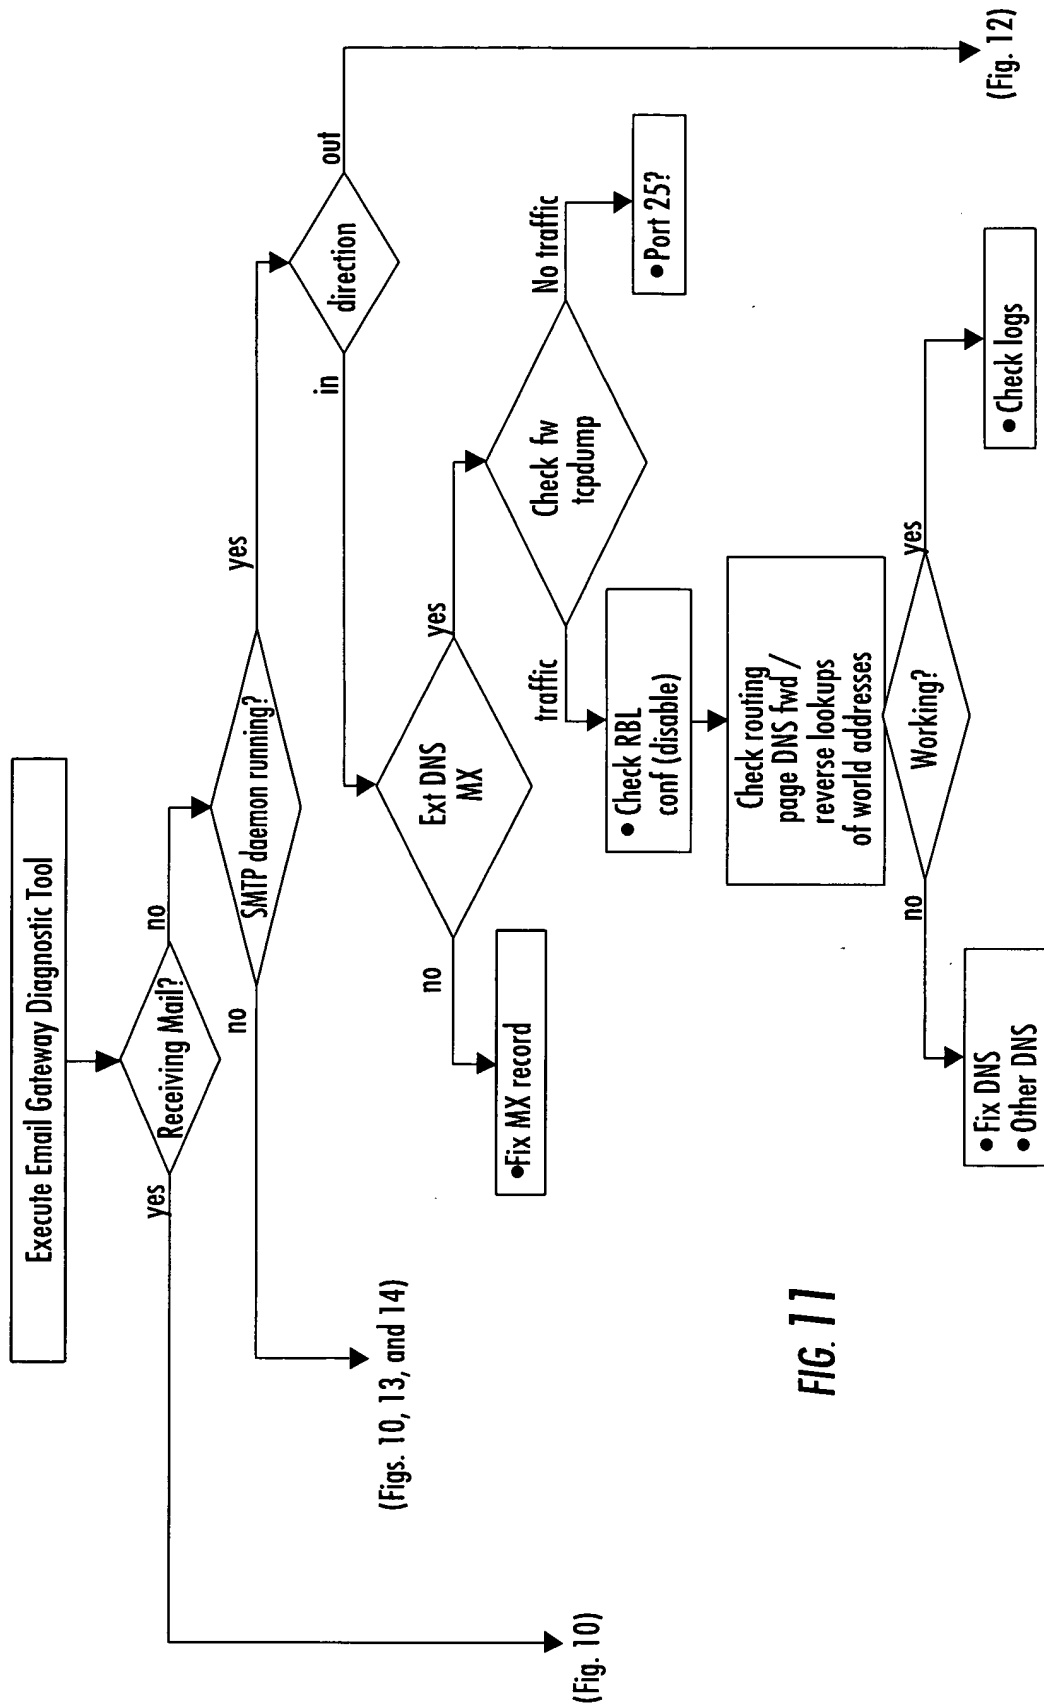 Execute Email Gateway Diagnostic Tool
Receiving Mail?
yes
no
SMTP daemon running?
no
yes
direction
in
out
(Fig. 10)
(Figs. 10, 13, and 14)
Ext DNS
MX
no
yes
●Fix MX record
Check fw
tcpdump
traffic
No traffic
● Port 25?
● Check RBL
conf (disable)
Check routing
page DNS fwd /
reverse lookups
of world addresses
Working?
no
yes
● Fix DNS
● Other DNS
● Check logs
(Fig. 12)
FIG. 11